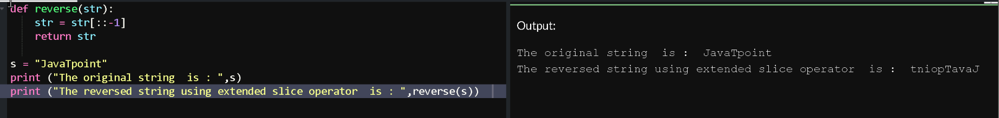 def reverse(str):
    str = str[::-1]
    return str
s = "JavaTpoint"
print ("The original string  is : ",s)
print ("The reversed string using extended slice operator  is : ",reverse(s))
Output:
The original string  is :  JavaTpoint
The reversed string using extended slice operator  is :  tniopTavaJ